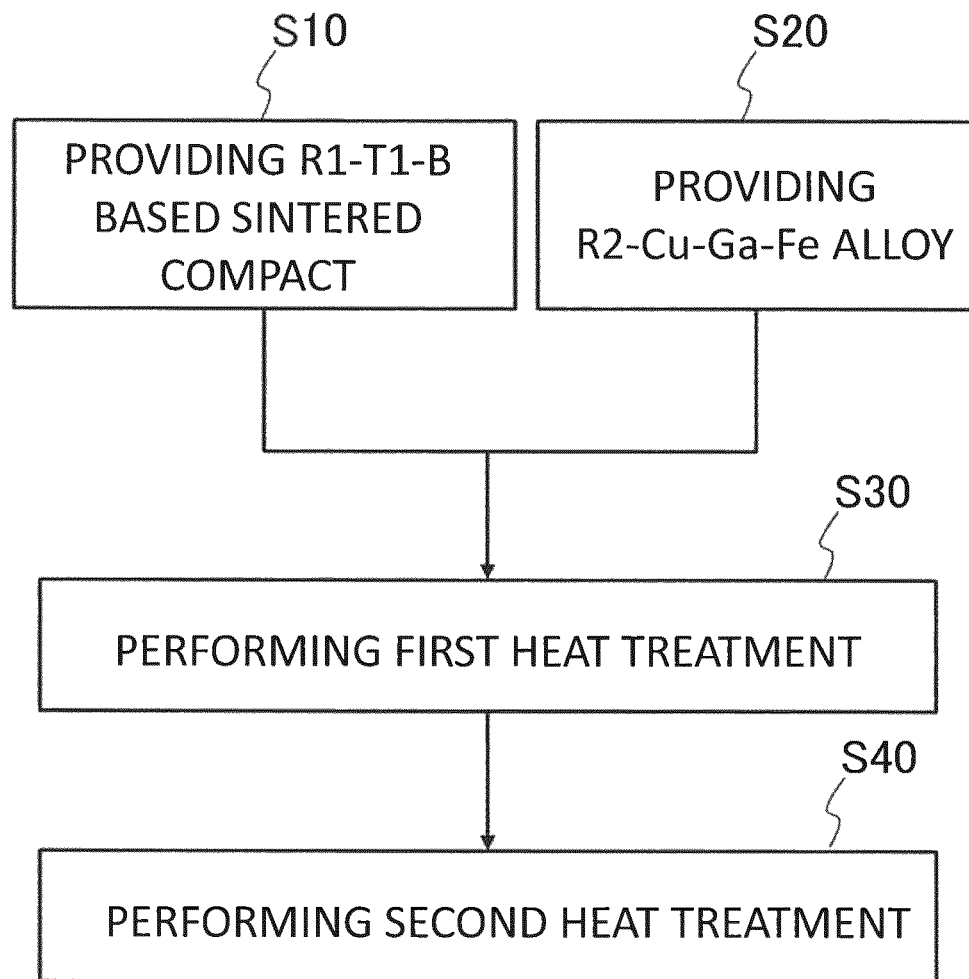 S10
PROVIDING R1-T1-B
BASED SINTERED
COMPACT
S20
PROVIDING
R2-Cu-Ga-Fe ALLOY
S30
PERFORMING FIRST HEAT TREATMENT
S40
PERFORMING SECOND HEAT TREATMENT